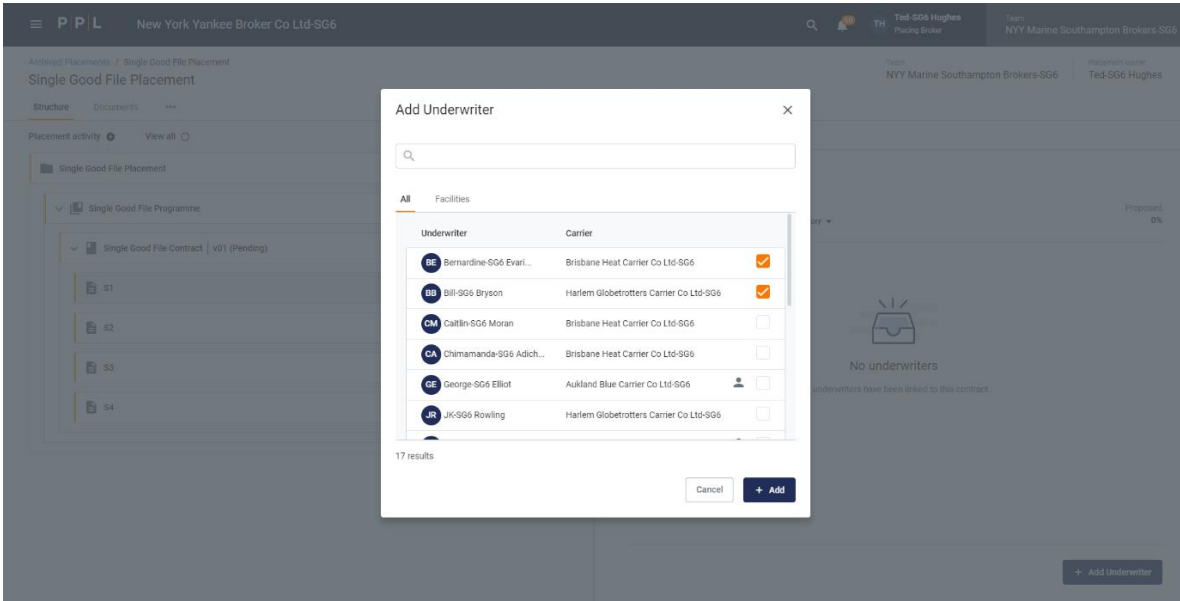 PPL New York Yankee Broker Co Ltd-SG6
TH Ted-SG6 Hughes
Placing Broker
Team
NYY Marine Southampton Brokers-SG6
Archived Placements / Single Good File Placement
Single Good File Placement
Team
NYY Marine Southampton Brokers-SG6
Placement owner
Ted-SG6 Hughes
Structure Documents •••
Placement activity View all
Single Good File Placement
Single Good File Programme
Single Good File Contract | v01 (Pending)
S1
S2
S3
S4
Add Underwriter
All Facilities
Underwriter Carrier
BE Bernardine-SG6 Evari... Brisbane Heat Carrier Co Ltd-SG6
BB Bill-SG6 Bryson Harlem Globetrotters Carrier Co Ltd-SG6
CM Caitlin-SG6 Moran Brisbane Heat Carrier Co Ltd-SG6
CA Chimamanda-SG6 Adich... Brisbane Heat Carrier Co Ltd-SG6
GE George-SG6 Elliot Aukland Blue Carrier Co Ltd-SG6
JR JK-SG6 Rowling Harlem Globetrotters Carrier Co Ltd-SG6
17 results
Cancel + Add
Proposed
0%
No underwriters
underwriters have been linked to this contract
+ Add Underwriter